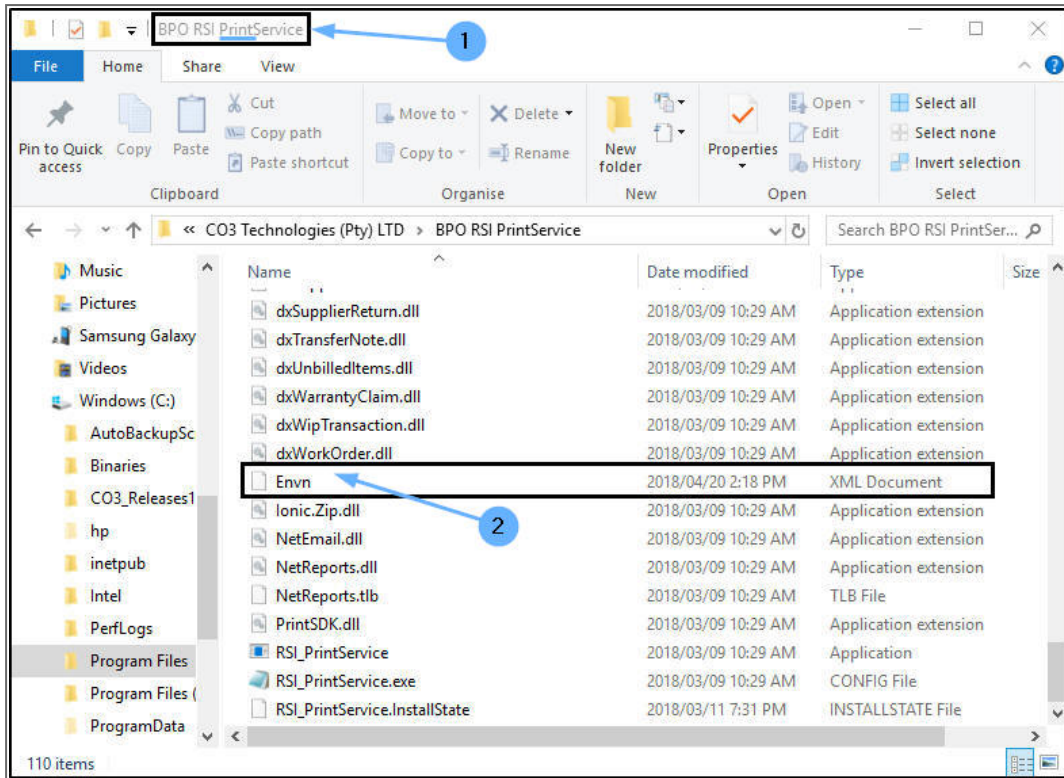 BPO RSI PrintService
1
File Home Share View
Pin to Quick access
Copy
Paste
Cut
Copy path
Paste shortcut
Clipboard
Move to
Copy to
Delete
Rename
Organise
New folder
New
Properties
Open
Edit
History
Open
Select all
Select none
Invert selection
Select
« CO3 Technologies (Pty) LTD > BPO RSI PrintService
Search BPO RSI PrintSer...
Music
Pictures
Samsung Galaxy
Videos
Windows (C:)
AutoBackupSc
Binaries
CO3_Releases1
hp
inetpub
Intel
PerfLogs
Program Files
Program Files (
ProgramData
Name Date modified Type Size
dxSupplierReturn.dll 2018/03/09 10:29 AM Application extension
dxTransferNote.dll 2018/03/09 10:29 AM Application extension
dxUnbilledItems.dll 2018/03/09 10:29 AM Application extension
dxWarrantyClaim.dll 2018/03/09 10:29 AM Application extension
dxWipTransaction.dll 2018/03/09 10:29 AM Application extension
dxWorkOrder.dll 2018/03/09 10:29 AM Application extension
Envn 2018/04/20 2:18 PM XML Document
Ionic.Zip.dll 2018/03/09 10:29 AM Application extension
2
NetEmail.dll 2018/03/09 10:29 AM Application extension
NetReports.dll 2018/03/09 10:29 AM Application extension
NetReports.tlb 2018/03/09 10:29 AM TLB File
PrintSDK.dll 2018/03/09 10:29 AM Application extension
RSI_PrintService 2018/03/09 10:29 AM Application
RSI_PrintService.exe 2018/03/09 10:29 AM CONFIG File
RSI_PrintService.InstallState 2018/03/11 7:31 PM INSTALLSTATE File
110 items